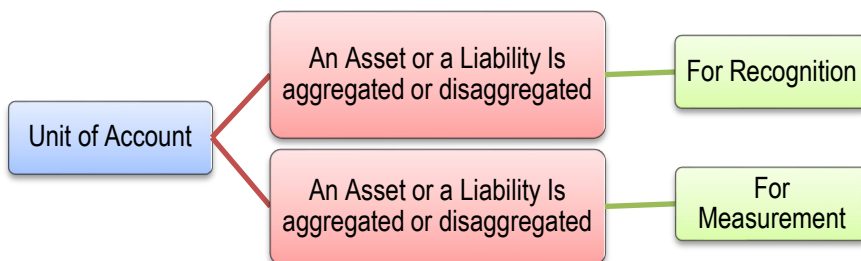 Unit of Account
An Asset or a Liability Is
aggregated or disaggregated
For Recognition
An Asset or a Liability Is
aggregated or disaggregated
For
Measurement